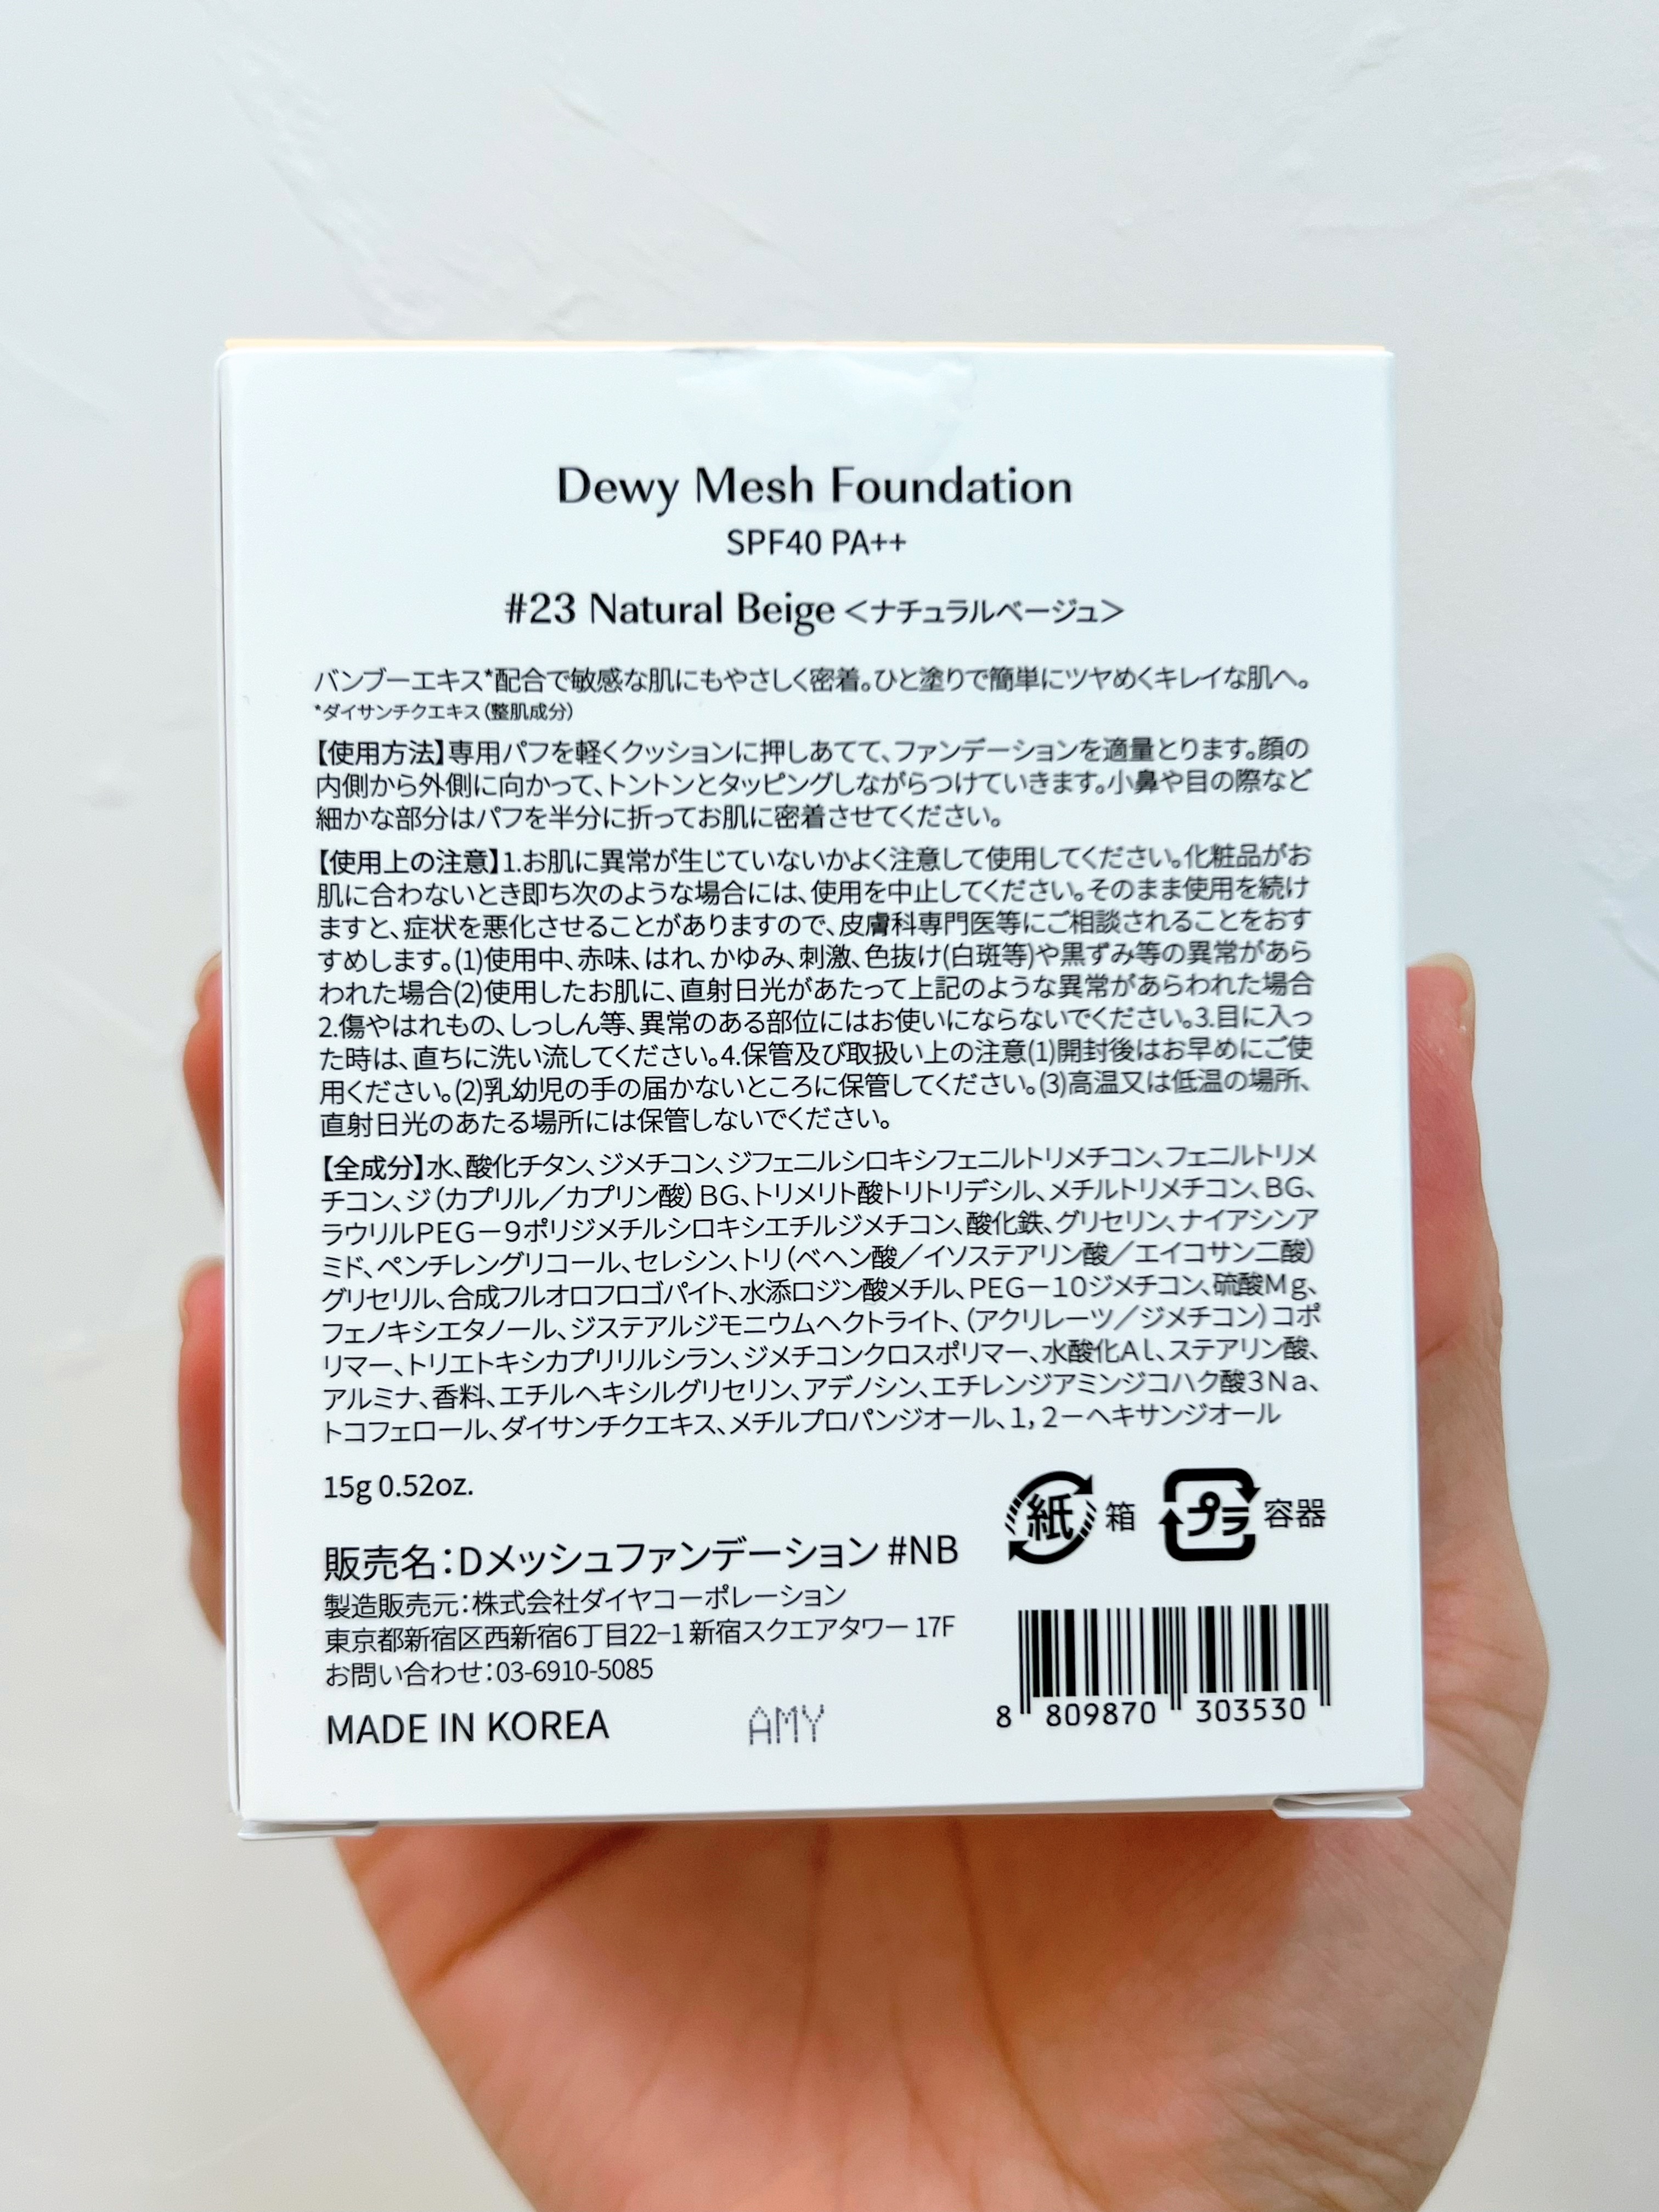 Dewy Mesh Foundation
SPF40 PA++
#23 Natural Beige＜ナチュラルベージュ＞
バンブーエキス*配合で敏感な肌にもやさしく密着。ひと塗りで簡単にツヤめくキレイな肌へ。
*ダイサンチクエキス（整肌成分）
【使用方法】専用パフを軽くクッションに押しあてて、ファンデーションを適量とります。顔の
内側から外側に向かって、トントンとタッピングしながらつけていきます。小鼻や目の際など
細かな部分はパフを半分に折ってお肌に密着させてください。
【使用上の注意】1.お肌に異常が生じていないかよく注意して使用してください。化粧品がお
肌に合わないとき即ち次のような場合には、使用を中止してください。そのまま使用を続け
ますと、症状を悪化させることがありますので、皮膚科専門医等にご相談されることをおす
すめします。(1)使用中、赤味、はれ、かゆみ、刺激、色抜け(白斑等)や黒ずみ等の異常があら
われた場合(2)使用したお肌に、直射日光があたって上記のような異常があらわれた場合
2.傷やはれもの、しっしん等、異常のある部位にはお使いにならないでください。3.目に入っ
た時は、直ちに洗い流してください。4.保管及び取扱い上の注意(1)開封後はお早めにご使
用ください。(2)乳幼児の手の届かないところに保管してください。(3)高温又は低温の場所、
直射日光のあたる場所には保管しないでください。
【全成分】水、酸化チタン、ジメチコン、ジフェニルシロキシフェニルトリメチコン、フェニルトリメ
チコン、ジ（カプリル／カプリン酸）BG、トリメリト酸トリトリデシル、メチルトリメチコン、BG、
ラウリルPEG－9ポリジメチルシロキシエチルジメチコン、酸化鉄、グリセリン、ナイアシンア
ミド、ペンチレングリコール、セレシン、トリ（ベヘン酸／イソステアリン酸／エイコサン二酸）
グリセリル、合成フルオロフロゴパイト、水添ロジン酸メチル、PEG－10ジメチコン、硫酸Mg、
フェノキシエタノール、ジステアルジモニウムヘクトライト、（アクリレーツ／ジメチコン）コポ
リマー、トリエトキシカプリリルシラン、ジメチコンクロスポリマー、水酸化Al、ステアリン酸、
アルミナ、香料、エチルヘキシルグリセリン、アデノシン、エチレンジアミンジコハク酸3Na、
トコフェロール、ダイサンチクエキス、メチルプロパンジオール、1，2－ヘキサンジオール
15g 0.52oz.
紙 箱 プラ 容器
販売名：Dメッシュファンデーション #NB
製造販売元：株式会社ダイヤコーポレーション
東京都新宿区西新宿6丁目22−1 新宿スクエアタワー 17F
お問い合わせ：03-6910-5085
MADE IN KOREA
AMY
8 809870 303530